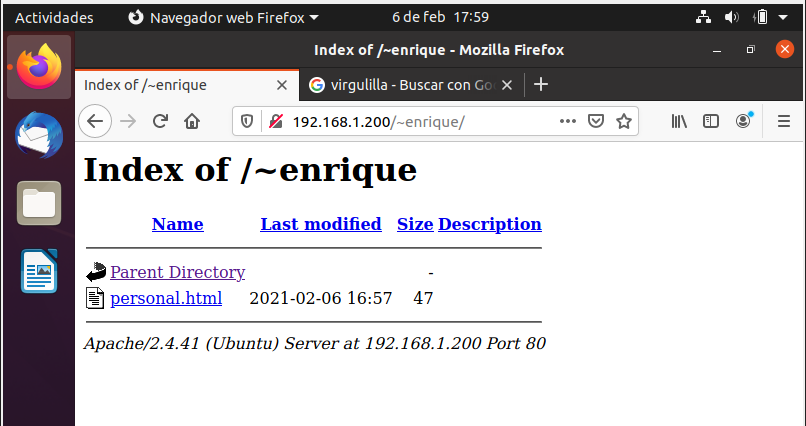 Actividades Navegador web Firefox 6 de feb 17:59
Index of /~enrique - Mozilla Firefox
Index of /~enrique virgulilla - Buscar con Goo
192.168.1.200/~enrique/
Index of /~enrique
Name Last modified Size Description
Parent Directory -
personal.html 2021-02-06 16:57 47
Apache/2.4.41 (Ubuntu) Server at 192.168.1.200 Port 80